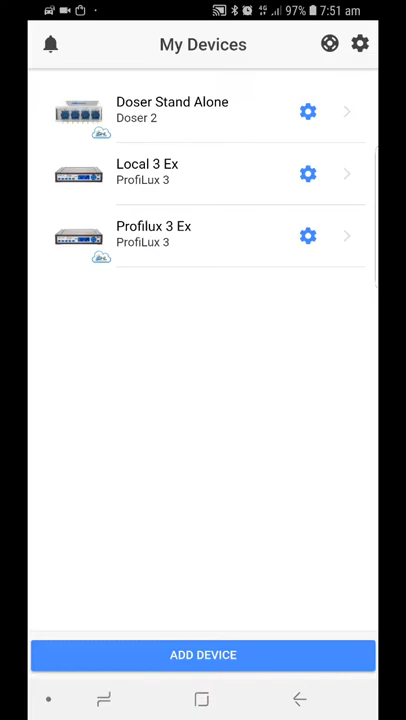 4G 97% 7:51 am
My Devices
Doser Stand Alone
Doser 2
Local 3 Ex
ProfiLux 3
Profilux 3 Ex
ProfiLux 3
ADD DEVICE